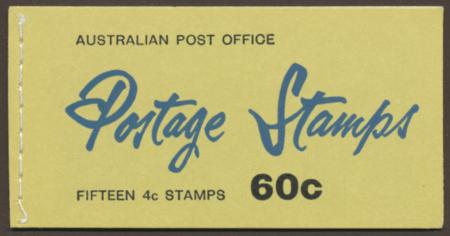 AUSTRALIAN POST OFFICE
Postage Stamps
FIFTEEN 4c STAMPS 60c